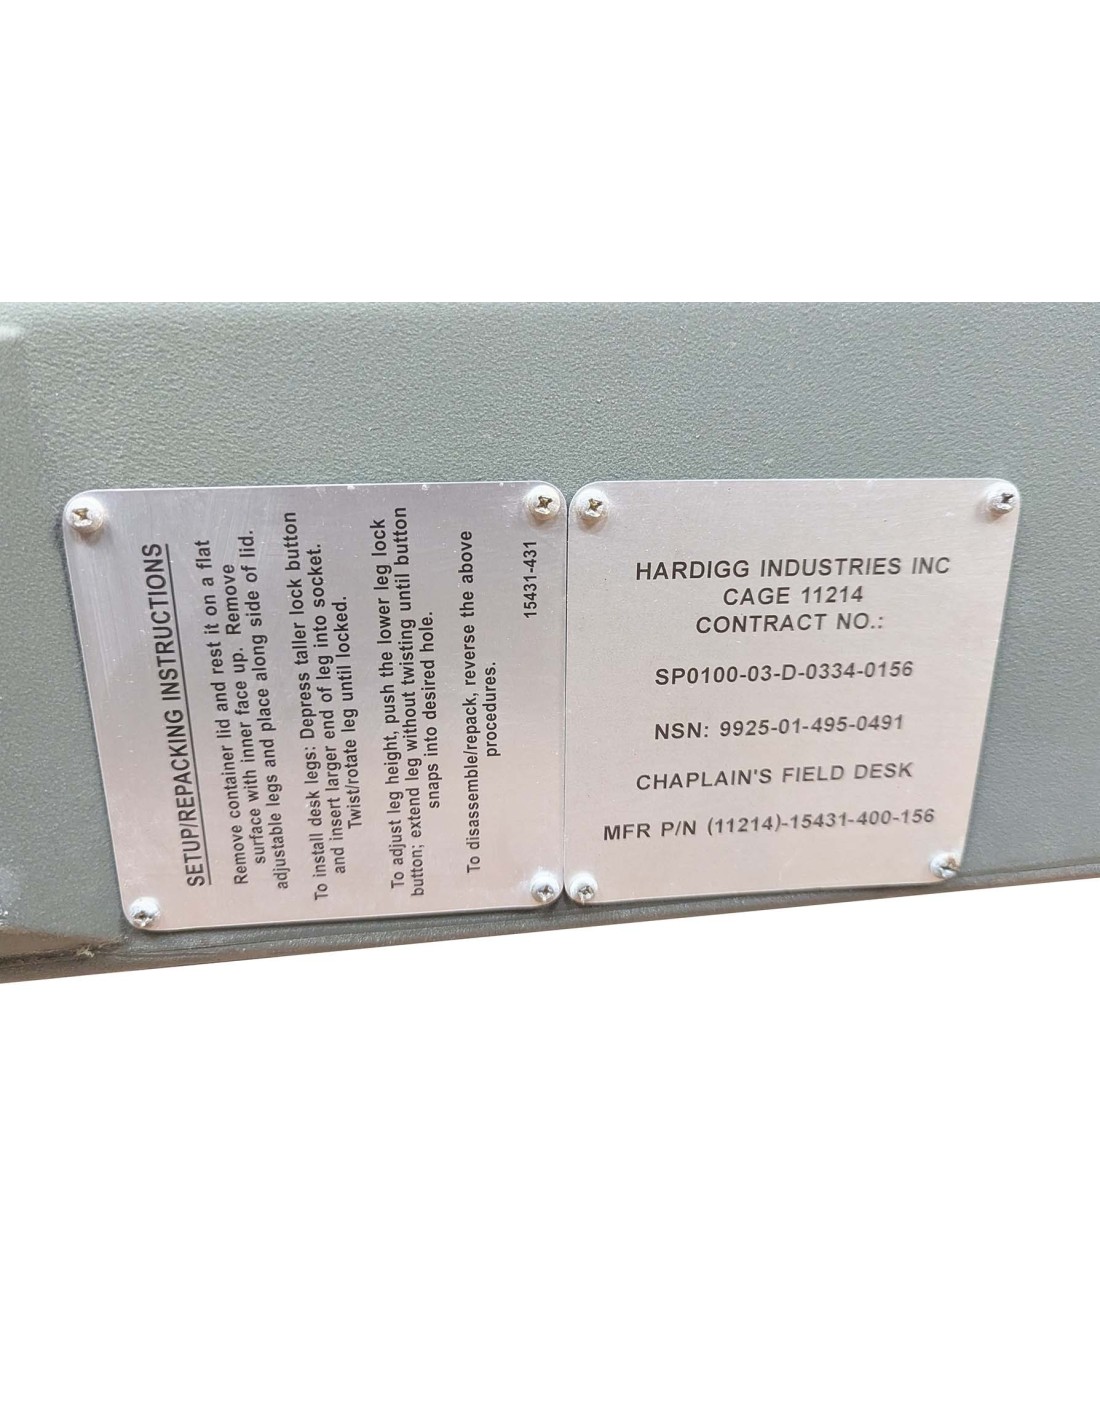 SETUP/REPACKING INSTRUCTIONS
Remove container lid and rest it on a flat
surface with inner face up. Remove
adjustable legs and place along side of lid.
To install desk legs: Depress taller lock button
and insert larger end of leg into socket.
Twist/rotate leg until locked.
To adjust leg height, push the lower leg lock
button; extend leg without twisting until button
snaps into desired hole.
To disassemble/repack, reverse the above
procedures.
15431-431
HARDIGG INDUSTRIES INC
CAGE 11214
CONTRACT NO.:
SP0100-03-D-0334-0156
NSN: 9925-01-495-0491
CHAPLAIN'S FIELD DESK
MFR P/N (11214)-15431-400-156